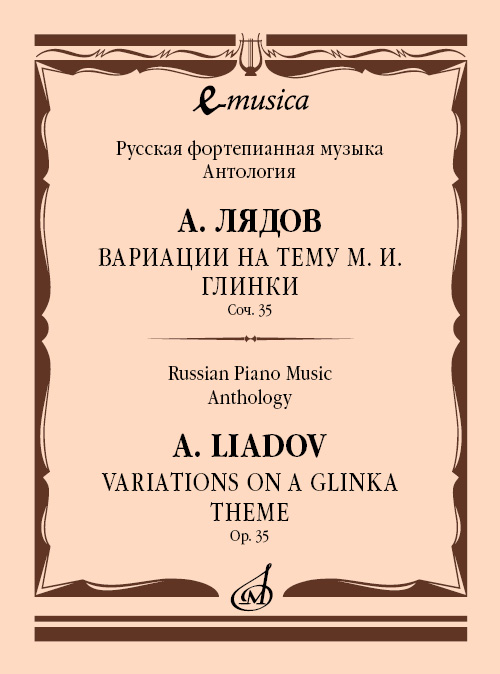 e-musica
Русская фортепианная музыка
Антология
А. ЛЯДОВ
ВАРИАЦИИ НА ТЕМУ М. И.
ГЛИНКИ
Соч. 35
Russian Piano Music
Anthology
A. LIADOV
VARIATIONS ON A GLINKA
THEME
Op. 35